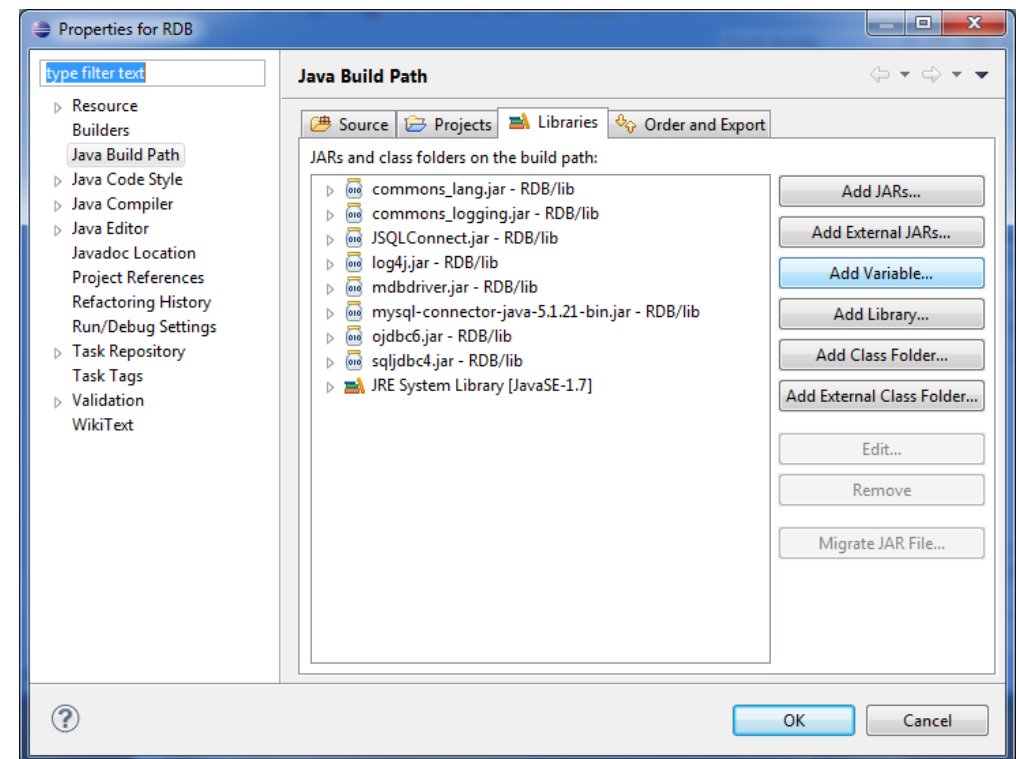 Properties for RDB
type filter text
Resource
Builders
Java Build Path
Java Code Style
Java Compiler
Java Editor
Javadoc Location
Project References
Refactoring History
Run/Debug Settings
Task Repository
Task Tags
Validation
WikiText
Java Build Path
Source
Projects
Libraries
Order and Export
JARs and class folders on the build path:
commons_lang.jar - RDB/lib
commons_logging.jar - RDB/lib
JSQLConnect.jar - RDB/lib
log4j.jar - RDB/lib
mdbdriver.jar - RDB/lib
mysql-connector-java-5.1.21-bin.jar - RDB/lib
ojdbc6.jar - RDB/lib
sqljdbc4.jar - RDB/lib
JRE System Library [JavaSE-1.7]
Add JARs...
Add External JARs...
Add Variable...
Add Library...
Add Class Folder...
Add External Class Folder...
Edit...
Remove
Migrate JAR File...
OK
Cancel